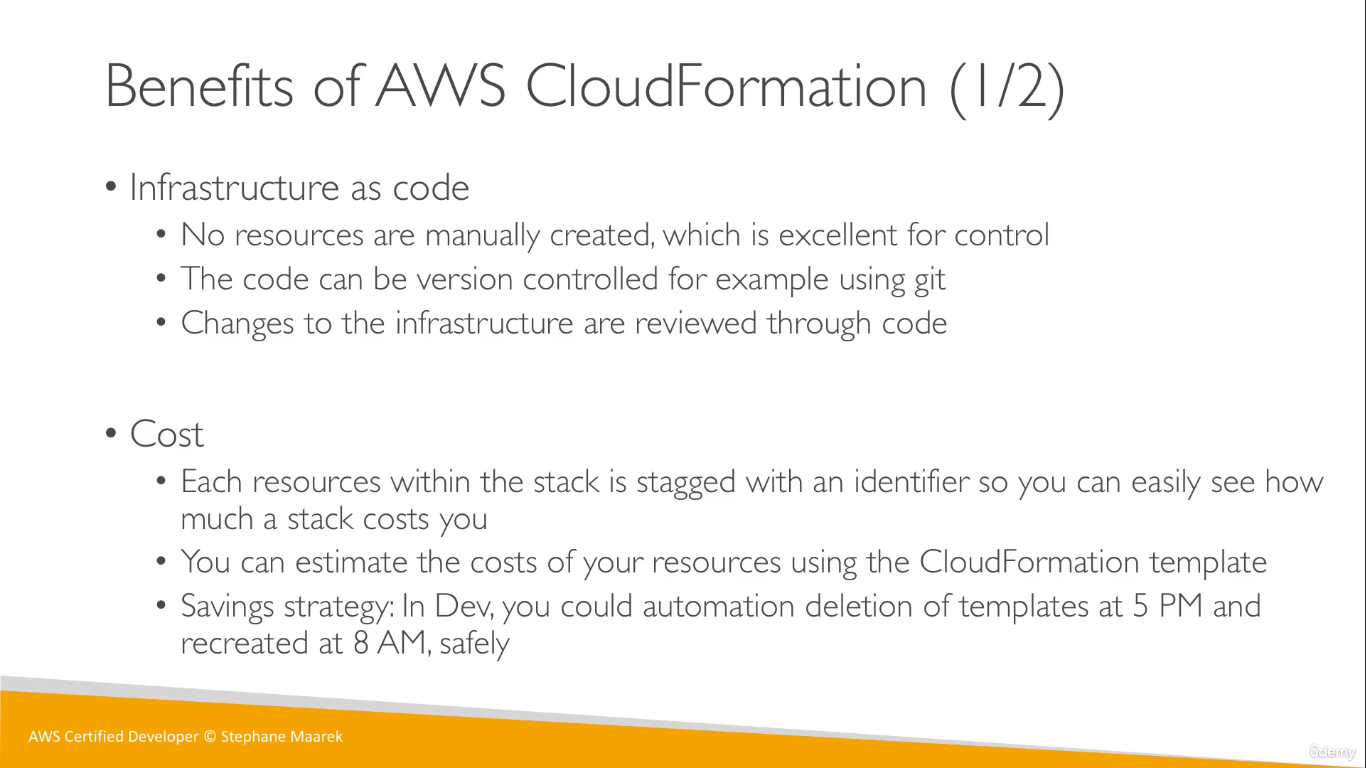 Benefits of AWS CloudFormation (1/2)
• Infrastructure as code
• No resources are manually created, which is excellent for control
• The code can be version controlled for example using git
• Changes to the infrastructure are reviewed through code
• Cost
• Each resources within the stack is stagged with an identifier so you can easily see how
much a stack costs you
• You can estimate the costs of your resources using the CloudFormation template
• Savings strategy: In Dev, you could automation deletion of templates at 5 PM and
recreated at 8 AM, safely
AWS Certified Developer © Stephane Maarek
ûdemy